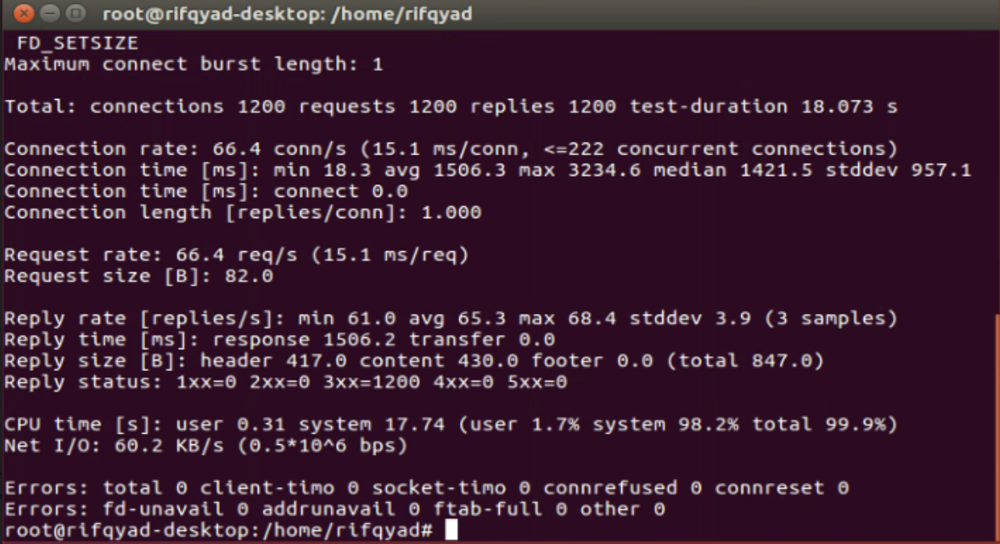 root@rifqyad-desktop: /home/rifqyad
FD_SETSIZE
Maximum connect burst length: 1
Total: connections 1200 requests 1200 replies 1200 test-duration 18.073 s
Connection rate: 66.4 conn/s (15.1 ms/conn, <=222 concurrent connections)
Connection time [ms]: min 18.3 avg 1506.3 max 3234.6 median 1421.5 stddev 957.1
Connection time [ms]: connect 0.0
Connection length [replies/conn]: 1.000
Request rate: 66.4 req/s (15.1 ms/req)
Request size [B]: 82.0
Reply rate [replies/s]: min 61.0 avg 65.3 max 68.4 stddev 3.9 (3 samples)
Reply time [ms]: response 1506.2 transfer 0.0
Reply size [B]: header 417.0 content 430.0 footer 0.0 (total 847.0)
Reply status: 1xx=0 2xx=0 3xx=1200 4xx=0 5xx=0
CPU time [s]: user 0.31 system 17.74 (user 1.7% system 98.2% total 99.9%)
Net I/O: 60.2 KB/s (0.5*10^6 bps)
Errors: total 0 client-timo 0 socket-timo 0 connrefused 0 connreset 0
Errors: fd-unavail 0 addrunavail 0 ftab-full 0 other 0
root@rifqyad-desktop:/home/rifqyad#